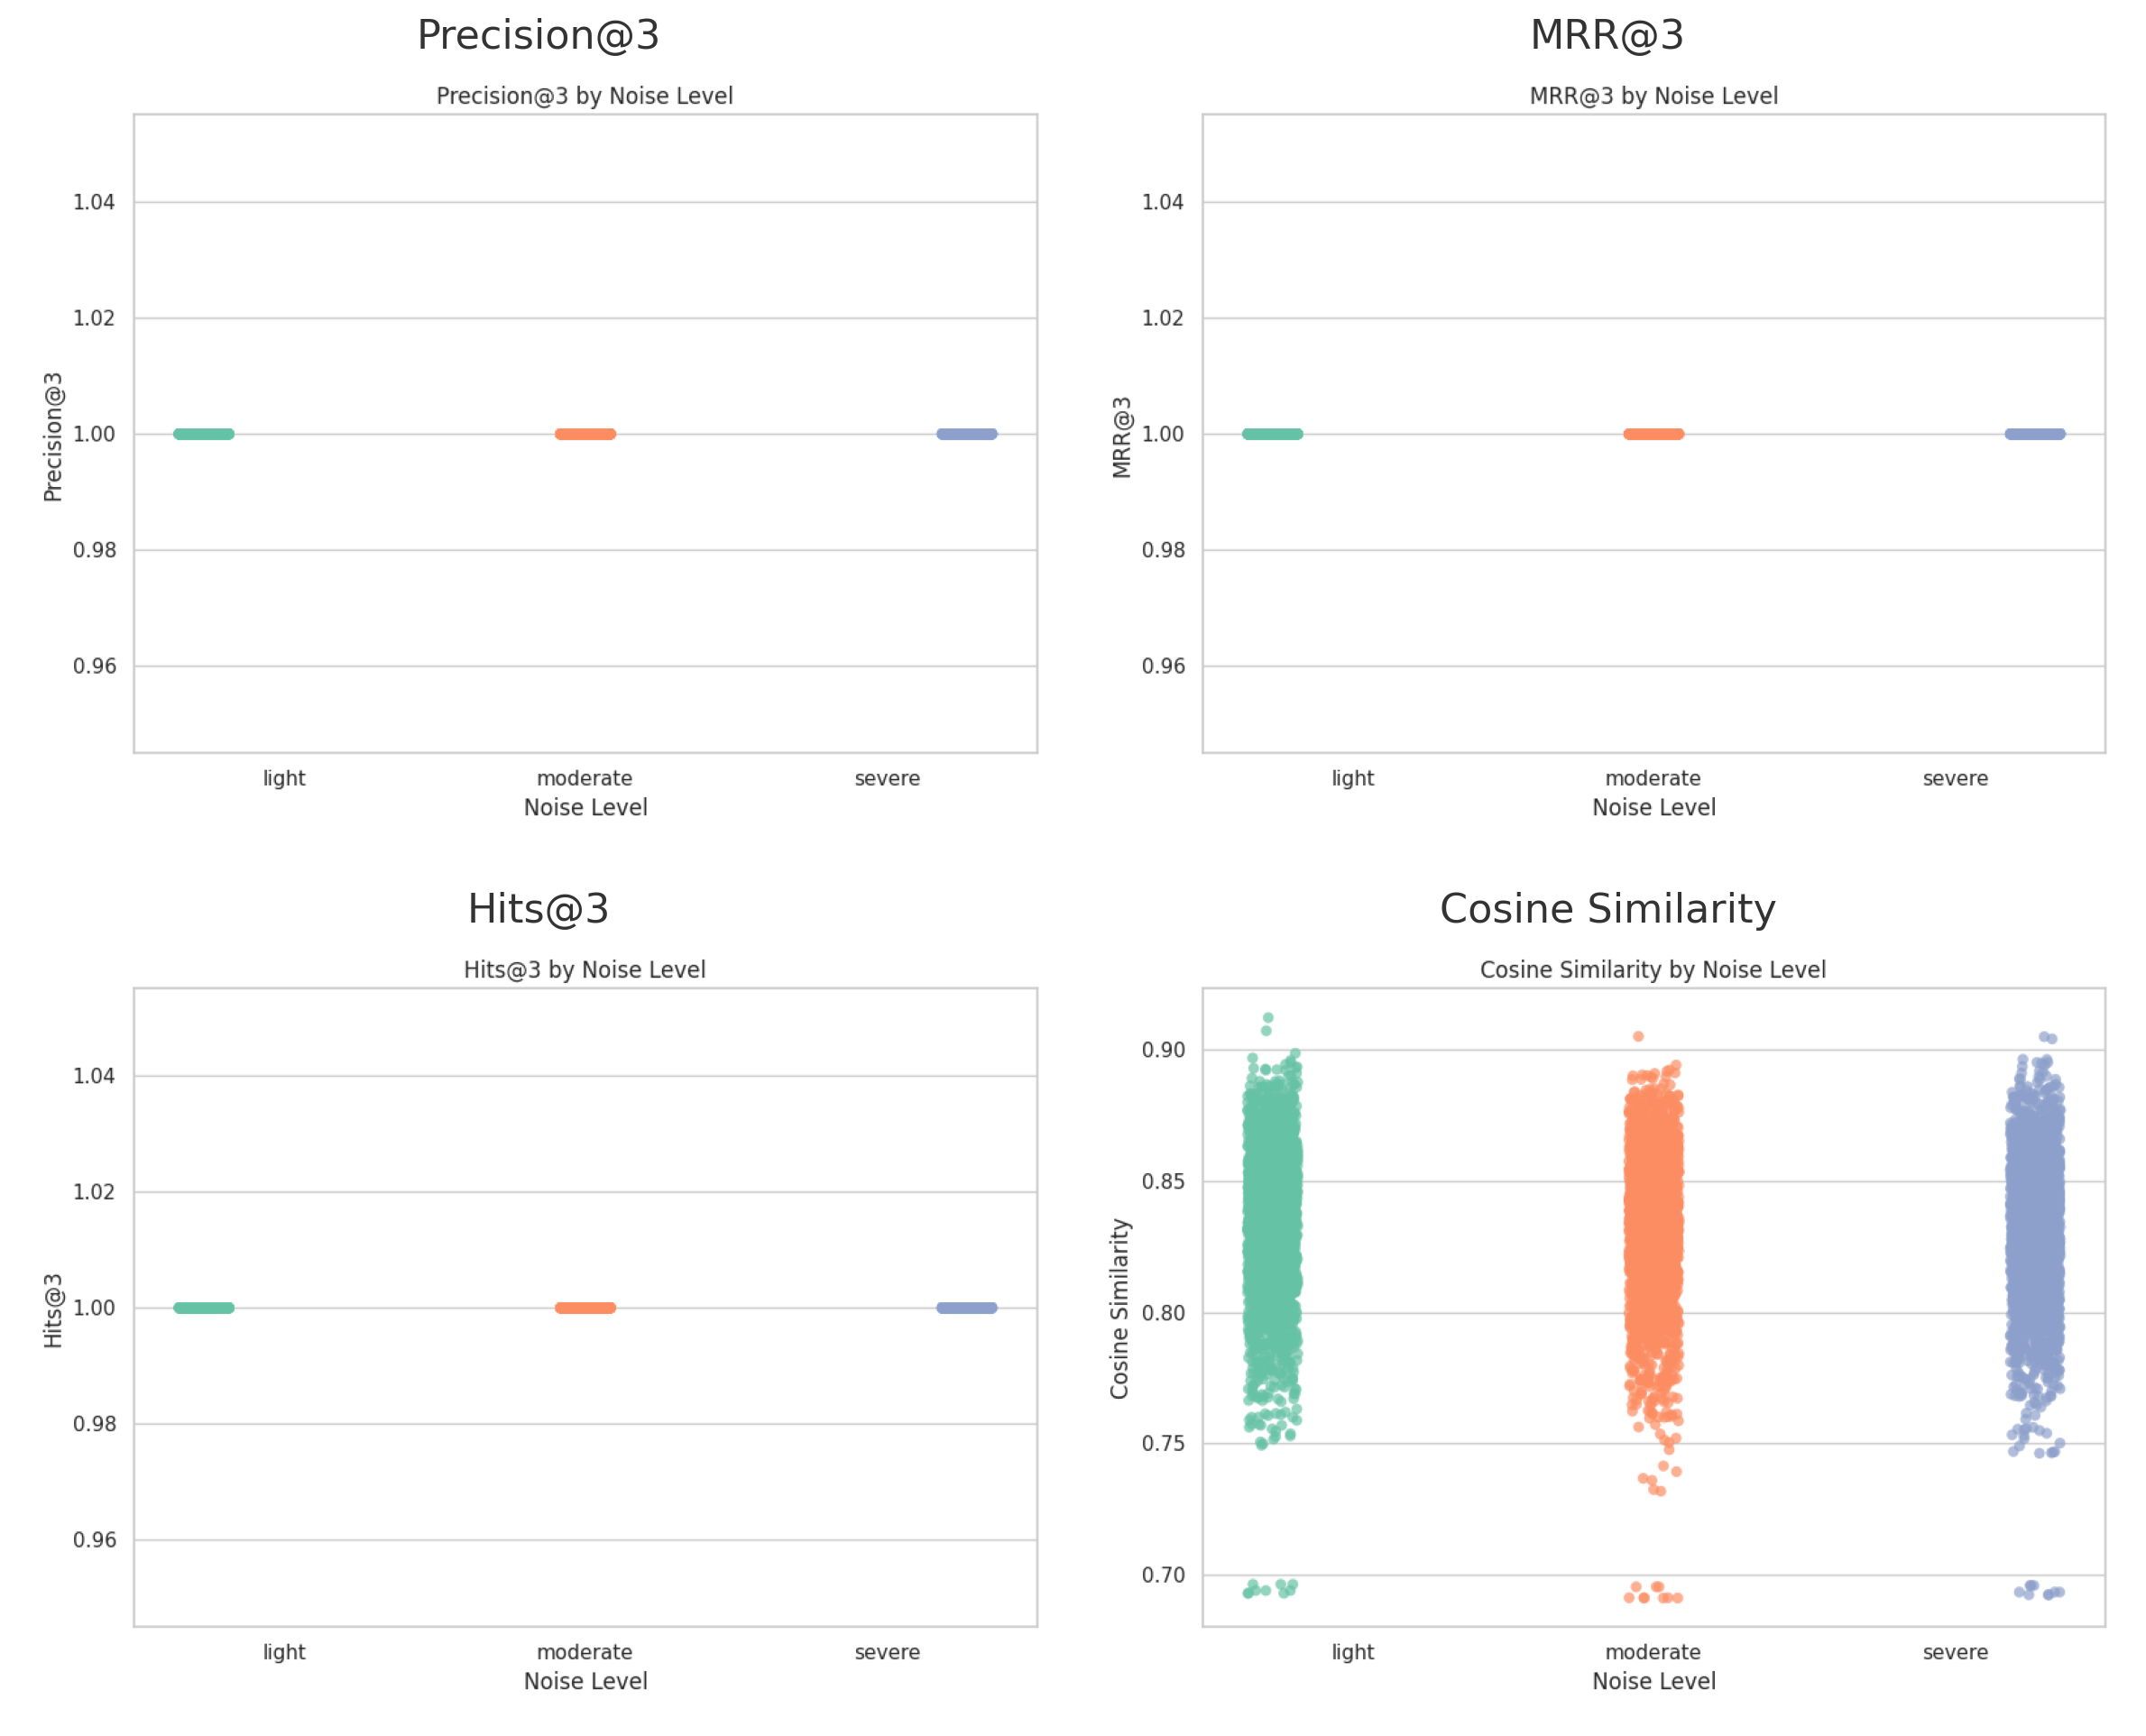 Precision@3
Precision@3 by Noise Level
1.04
1.02
1.00
0.98
0.96
Precision@3
light moderate severe
Noise Level
MRR@3
MRR@3 by Noise Level
1.04
1.02
1.00
0.98
0.96
MRR@3
light moderate severe
Noise Level
Hits@3
Hits@3 by Noise Level
1.04
1.02
1.00
0.98
0.96
Hits@3
light moderate severe
Noise Level
Cosine Similarity
Cosine Similarity by Noise Level
0.90
0.85
0.80
0.75
0.70
Cosine Similarity
light moderate severe
Noise Level